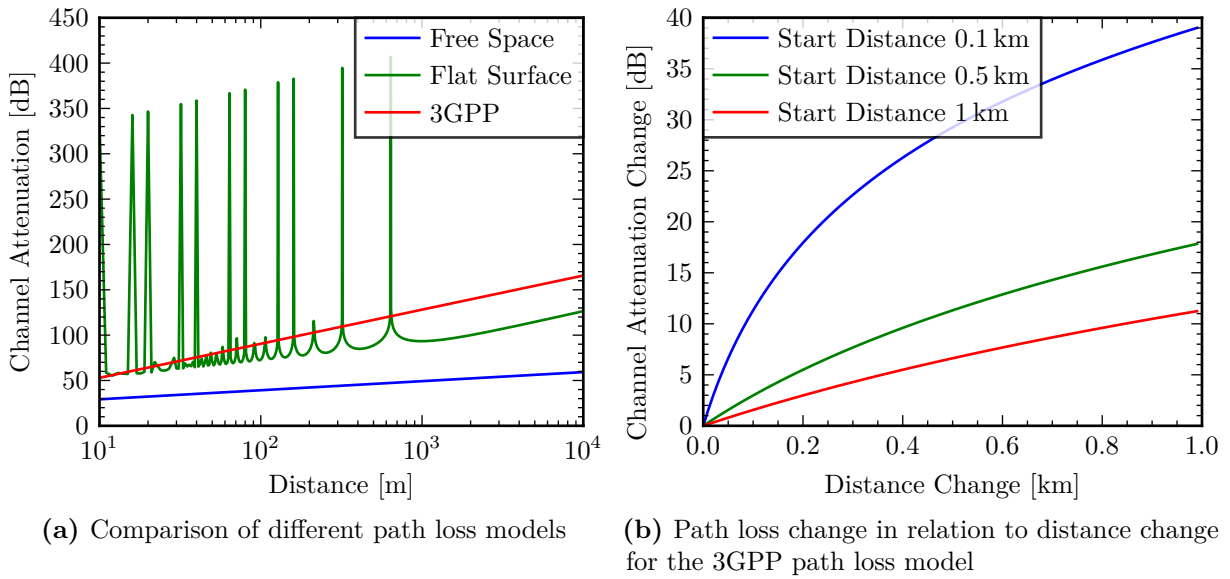 450
400
350
300
250
200
150
100
50
0
Channel Attenuation [dB]
Free Space
Flat Surface
3GPP
10^1
10^2
10^3
10^4
Distance [m]
(a) Comparison of different path loss models
40
35
30
25
20
15
10
5
0
Channel Attenuation Change [dB]
Start Distance 0.1 km
Start Distance 0.5 km
Start Distance 1 km
0.0
0.2
0.4
0.6
0.8
1.0
Distance Change [km]
(b) Path loss change in relation to distance change
for the 3GPP path loss model